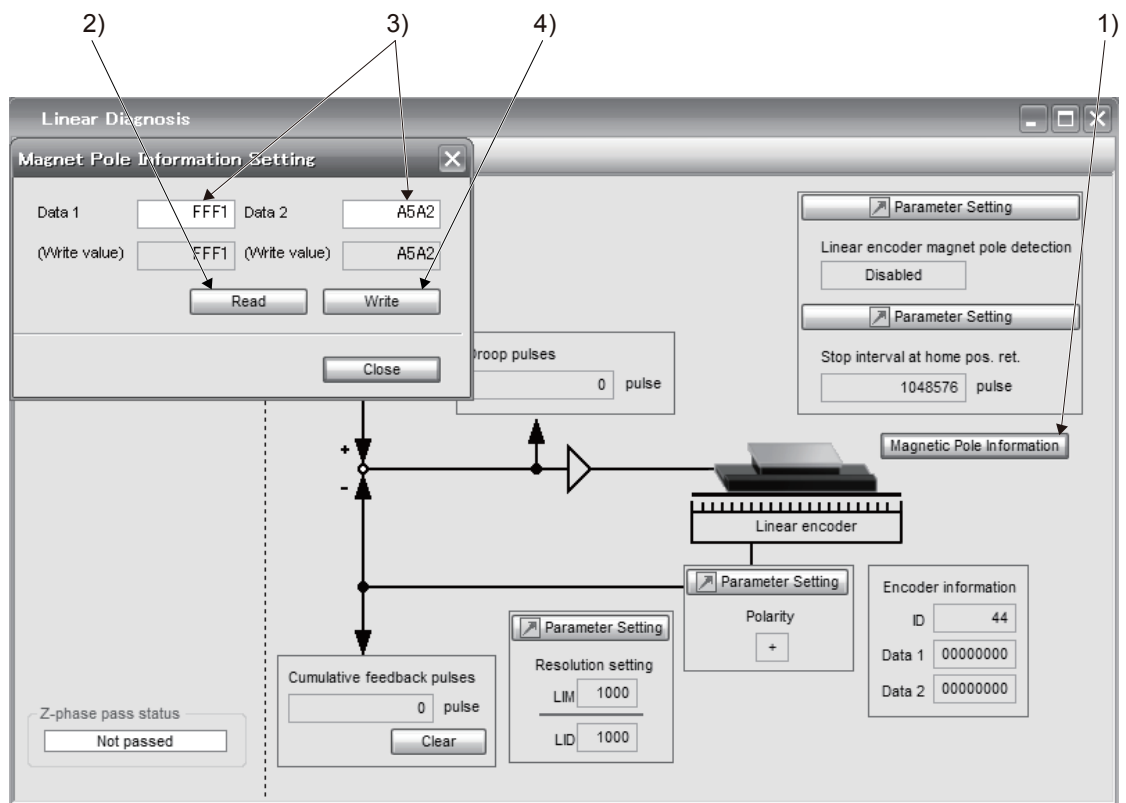 2) 3) 4) 1)
Linear Diagnosis
Magnet Pole Information Setting
Data 1 FFF1 Data 2 A5A2
(Write value) FFF1 (Write value) A5A2
Read Write
Close
Parameter Setting
Linear encoder magnet pole detection
Disabled
Parameter Setting
Stop interval at home pos. ret.
1048576 pulse
Magnetic Pole Information
Droop pulses
0 pulse
+
-
Linear encoder
Parameter Setting
Polarity
+
Encoder information
ID 44
Data 1 00000000
Data 2 00000000
Parameter Setting
Resolution setting
LIM 1000
LID 1000
Cumulative feedback pulses
0 pulse
Clear
Z-phase pass status
Not passed